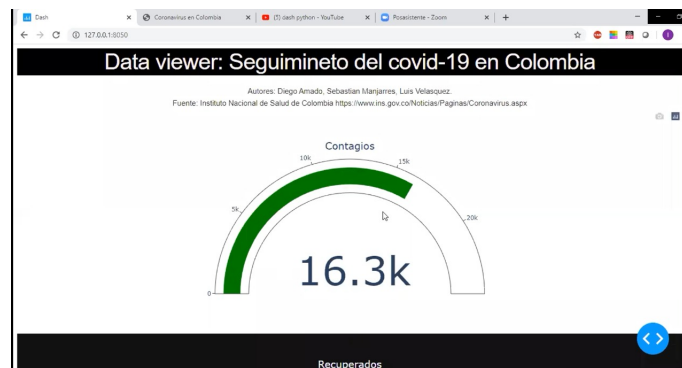 Dash
Coronavirus en Colombia
(1) dash python - YouTube
Posasistente - Zoom
127.0.0.1:8050
Data viewer: Seguimineto del covid-19 en Colombia
Autores: Diego Amado, Sebastian Manjarres, Luis Velasquez.
Fuente: Instituto Nacional de Salud de Colombia https://www.ins.gov.co/Noticias/Paginas/Coronavirus.aspx
Contagios
0
5k
10k
15k
20k
16.3k
Recuperados